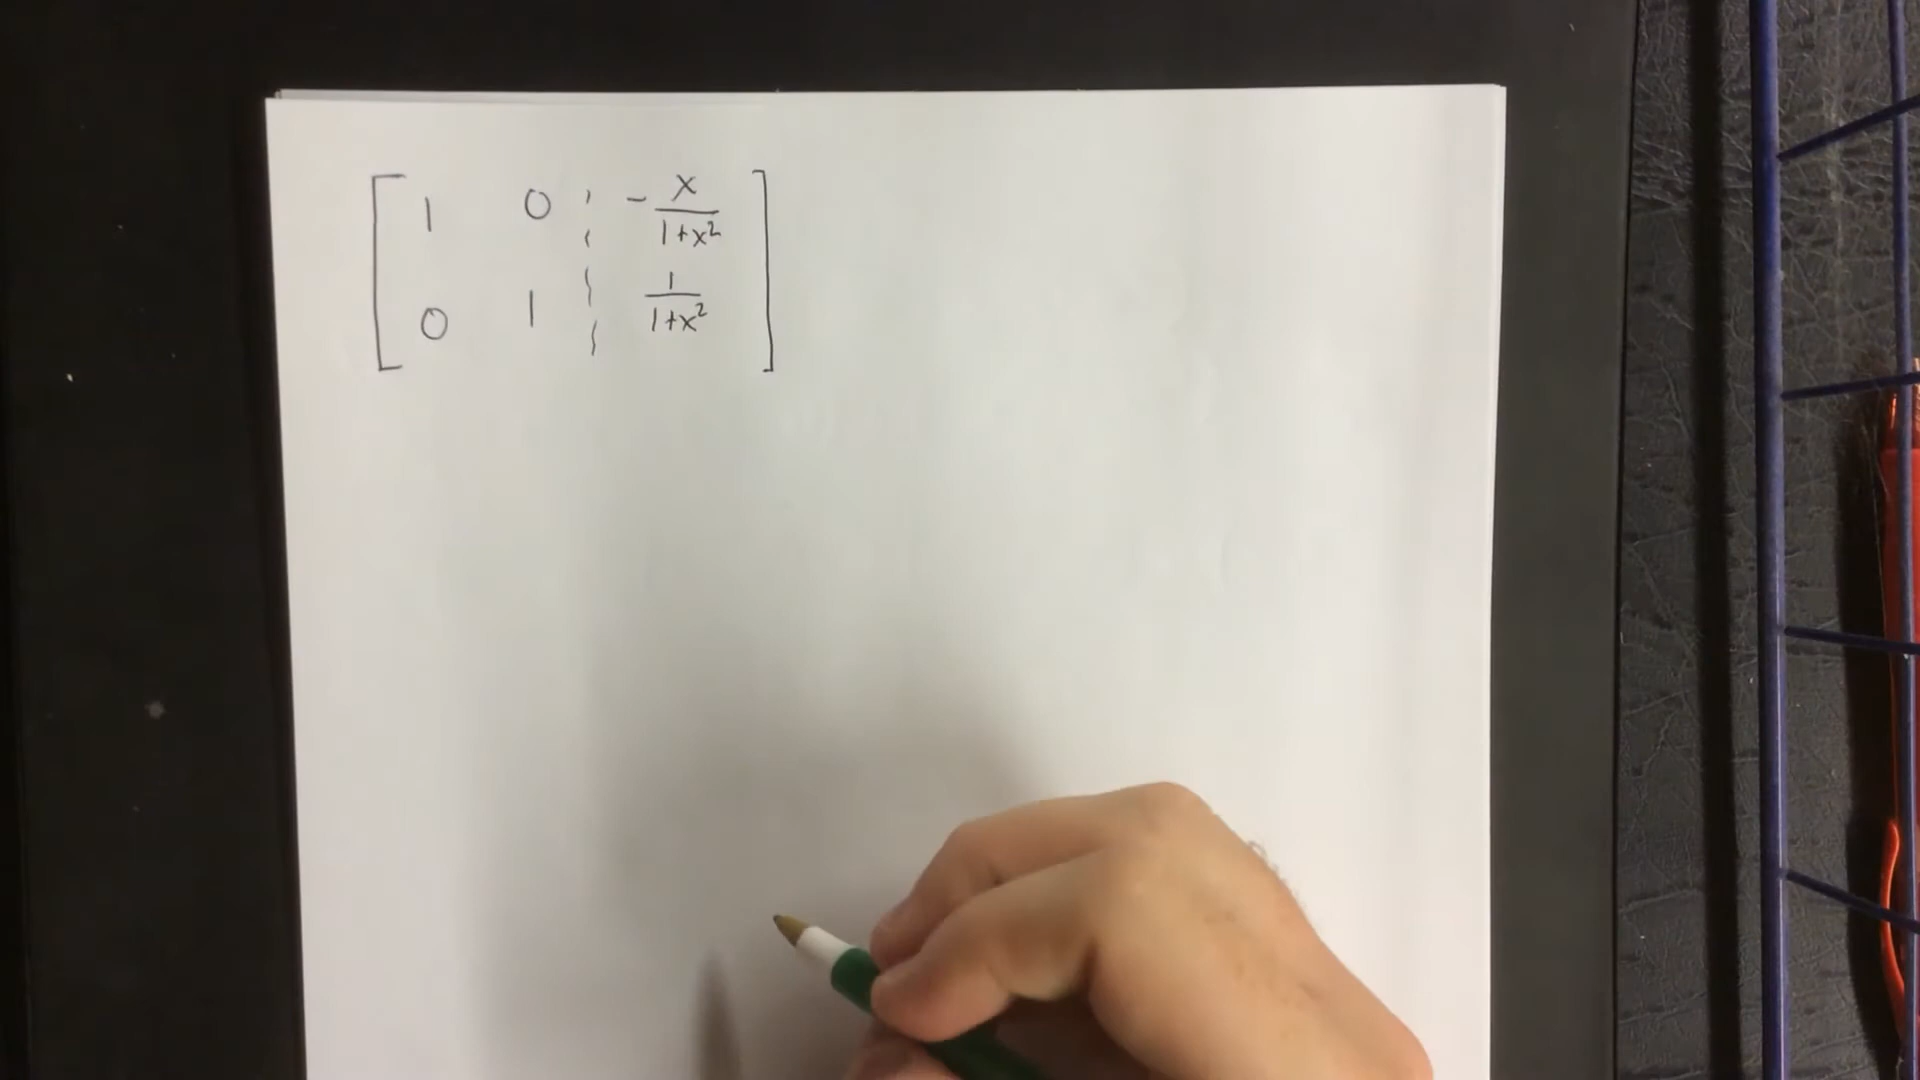 1 0 ¦ -x/(1+x²)
0 1 ¦ 1/(1+x²)